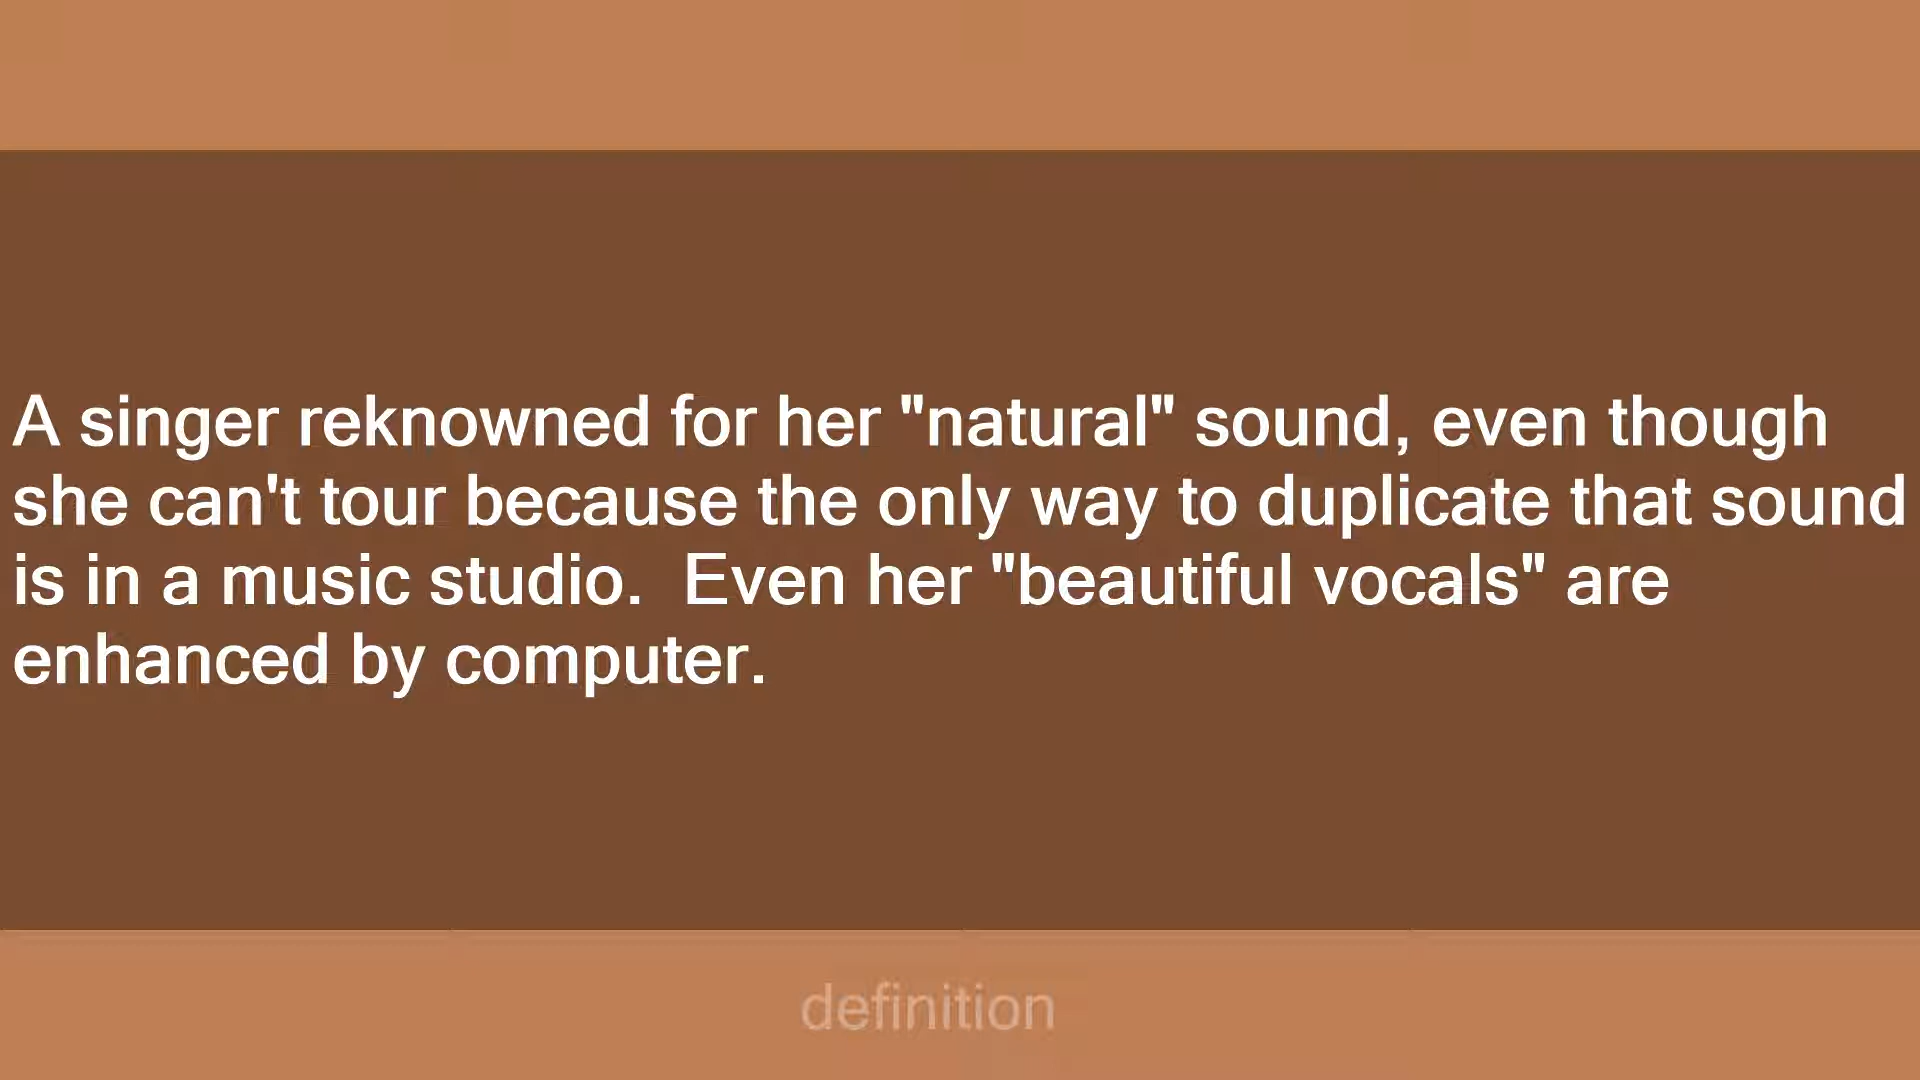 A singer reknowned for her "natural" sound, even though
she can't tour because the only way to duplicate that sound
is in a music studio.  Even her "beautiful vocals" are
enhanced by computer.
definition